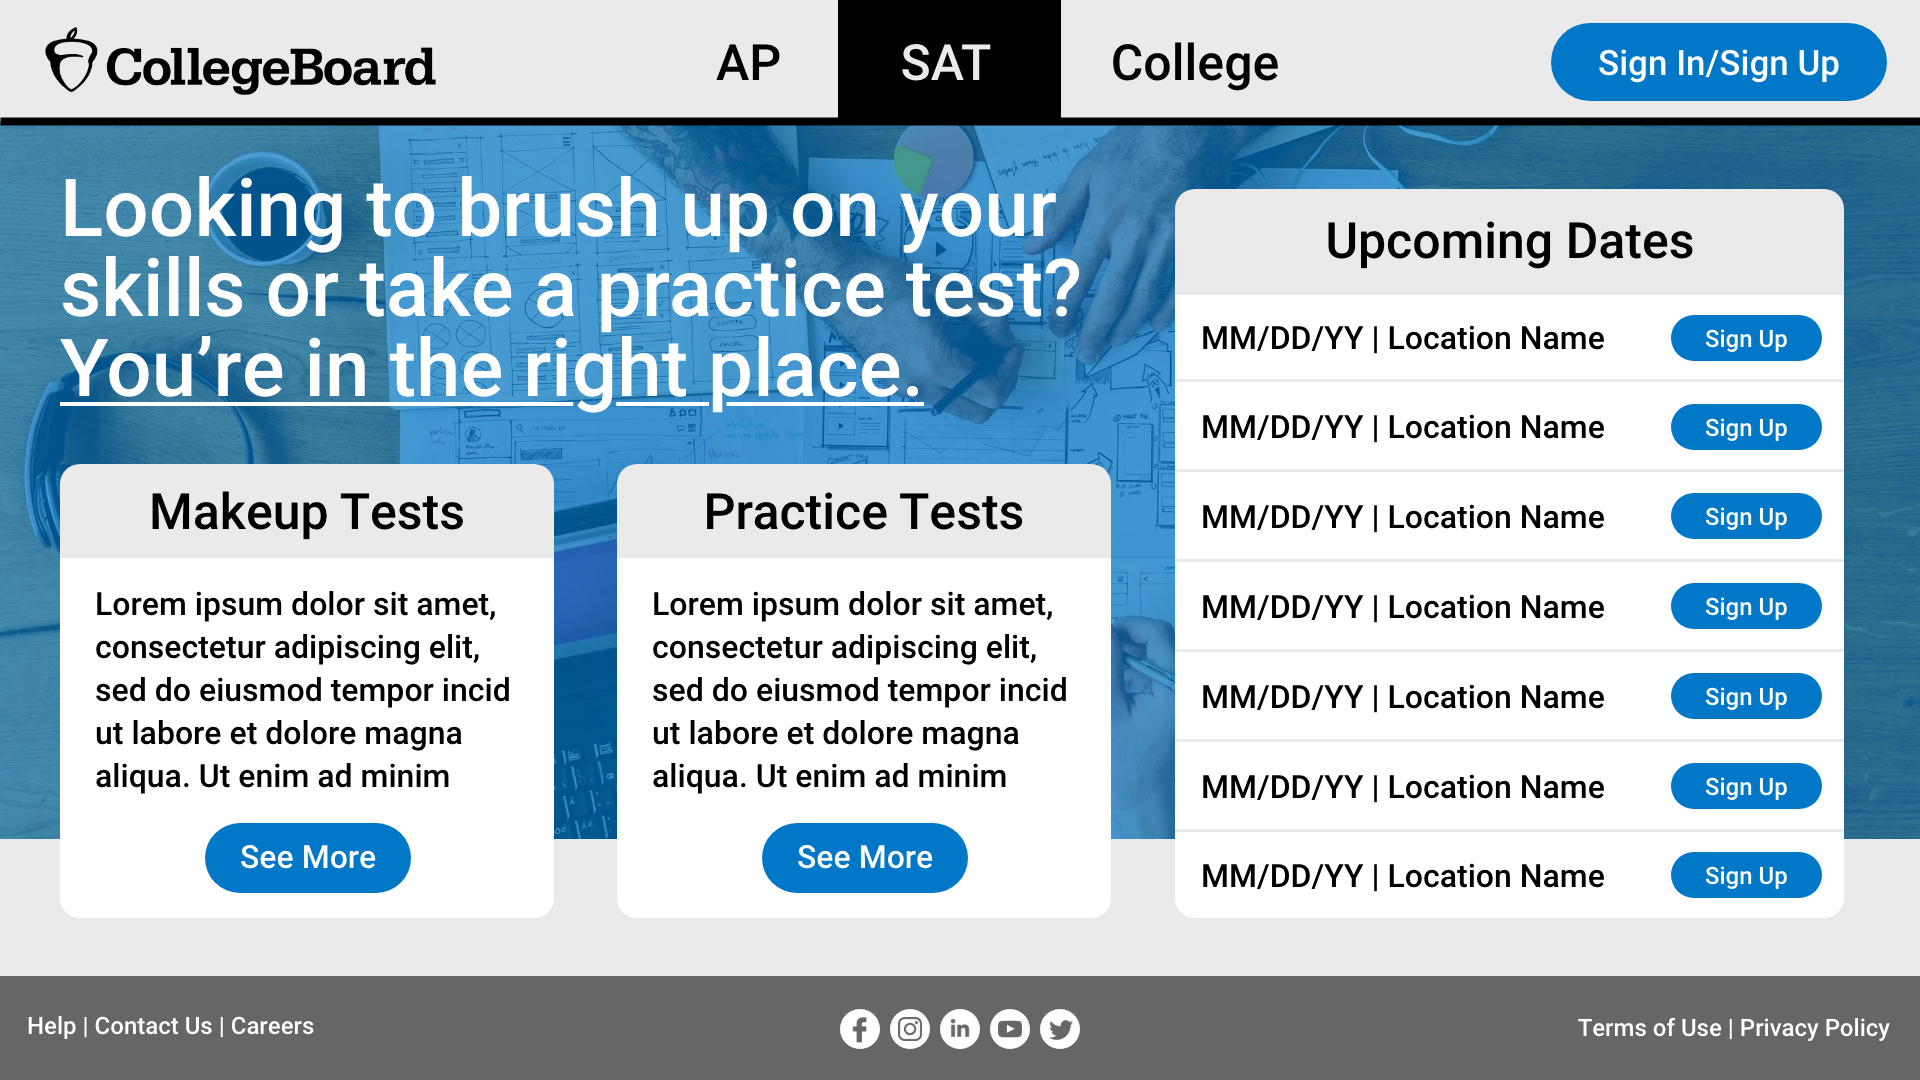 CollegeBoard
AP
SAT
College
Sign In/Sign Up
Looking to brush up on your
skills or take a practice test?
You’re in the right place.
Makeup Tests
Lorem ipsum dolor sit amet,
consectetur adipiscing elit,
sed do eiusmod tempor incid
ut labore et dolore magna
aliqua. Ut enim ad minim
See More
Practice Tests
Lorem ipsum dolor sit amet,
consectetur adipiscing elit,
sed do eiusmod tempor incid
ut labore et dolore magna
aliqua. Ut enim ad minim
See More
Upcoming Dates
MM/DD/YY | Location Name
Sign Up
MM/DD/YY | Location Name
Sign Up
MM/DD/YY | Location Name
Sign Up
MM/DD/YY | Location Name
Sign Up
MM/DD/YY | Location Name
Sign Up
MM/DD/YY | Location Name
Sign Up
MM/DD/YY | Location Name
Sign Up
Help | Contact Us | Careers
Terms of Use | Privacy Policy